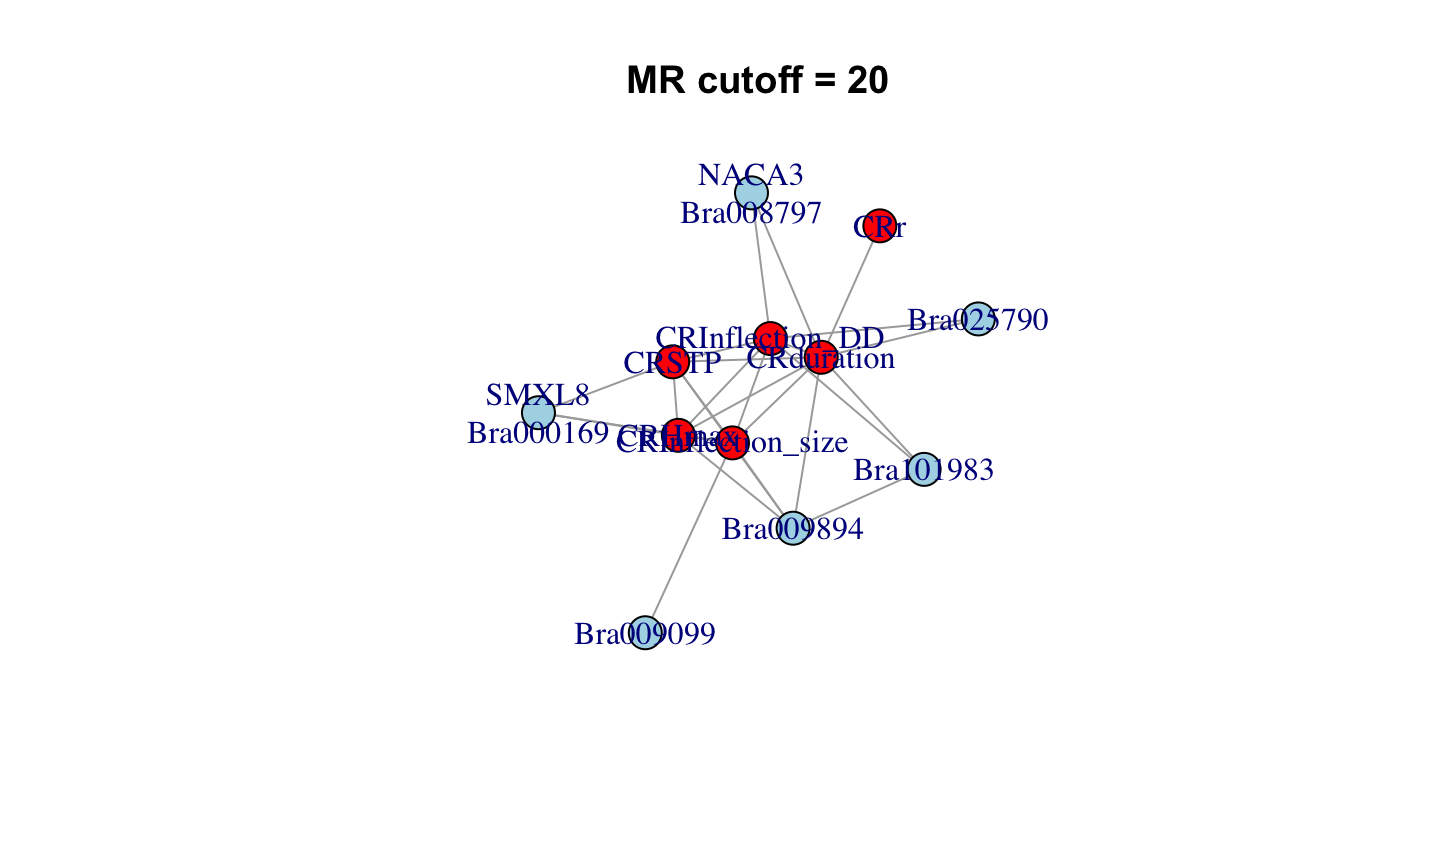 MR cutoff = 20
NACA3
Bra008797
CRr
Bra025790
CRInflection_DD
CRduration
CRSTP
SMXL8
Bra000169
CRHmax
CRInflection_size
Bra101983
Bra009894
Bra009099